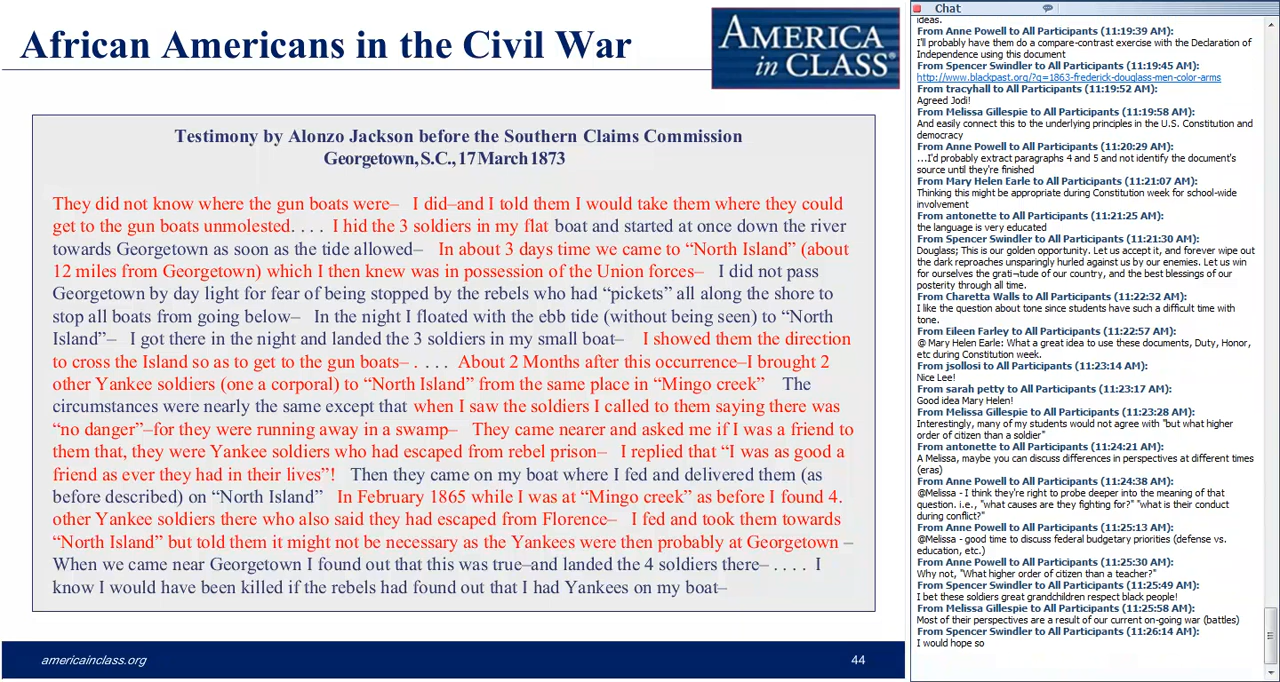 African Americans in the Civil War
AMERICA
in CLASS®
Testimony by Alonzo Jackson before the Southern Claims Commission
Georgetown, S.C., 17 March 1873
They did not know where the gun boats were– I did–and I told them I would take them where they could
get to the gun boats unmolested. . . . I hid the 3 soldiers in my flat boat and started at once down the river
towards Georgetown as soon as the tide allowed– In about 3 days time we came to “North Island” (about
12 miles from Georgetown) which I then knew was in possession of the Union forces– I did not pass
Georgetown by day light for fear of being stopped by the rebels who had “pickets” all along the shore to
stop all boats from going below– In the night I floated with the ebb tide (without being seen) to “North
Island”– I got there in the night and landed the 3 soldiers in my small boat– I showed them the direction
to cross the Island so as to get to the gun boats– . . . . About 2 Months after this occurrence–I brought 2
other Yankee soldiers (one a corporal) to “North Island” from the same place in “Mingo creek” The
circumstances were nearly the same except that when I saw the soldiers I called to them saying there was
“no danger”–for they were running away in a swamp– They came nearer and asked me if I was a friend to
them that, they were Yankee soldiers who had escaped from rebel prison– I replied that “I was as good a
friend as ever they had in their lives”! Then they came on my boat where I fed and delivered them (as
before described) on “North Island” In February 1865 while I was at “Mingo creek” as before I found 4.
other Yankee soldiers there who also said they had escaped from Florence– I fed and took them towards
“North Island” but told them it might not be necessary as the Yankees were then probably at Georgetown –
When we came near Georgetown I found out that this was true–and landed the 4 soldiers there– . . . . I
know I would have been killed if the rebels had found out that I had Yankees on my boat–
americainclass.org
44
Chat
ideas.
From Anne Powell to All Participants (11:19:39 AM):
I'll probably have them do a compare-contrast exercise with the Declaration of
Independence using this document
From Spencer Swindler to All Participants (11:19:45 AM):
http://www.blackpast.org/?q=1863-frederick-douglass-men-color-arms
From tracyhall to All Participants (11:19:52 AM):
Agreed Jodi!
From Melissa Gillespie to All Participants (11:19:58 AM):
And easily connect this to the underlying principles in the U.S. Constitution and
democracy
From Anne Powell to All Participants (11:20:29 AM):
...I'd probably extract paragraphs 4 and 5 and not identify the document's
source until they're finished
From Mary Helen Earle to All Participants (11:21:07 AM):
Thinking this might be appropriate during Constitution week for school-wide
involvement
From antonette to All Participants (11:21:25 AM):
the language is very educated
From Spencer Swindler to All Participants (11:21:30 AM):
Douglass; This is our golden opportunity. Let us accept it, and forever wipe out
the dark reproaches unsparingly hurled against us by our enemies. Let us win
for ourselves the grati¬tude of our country, and the best blessings of our
posterity through all time.
From Charetta Walls to All Participants (11:22:32 AM):
I like the question about tone since students have such a difficult time with
tone.
From Eileen Farley to All Participants (11:22:57 AM):
@ Mary Helen Earle: What a great idea to use these documents, Duty, Honor,
etc during Constitution week.
From jsollosi to All Participants (11:23:14 AM):
Nice Lee!
From sarah petty to All Participants (11:23:17 AM):
Good idea Mary Helen!
From Melissa Gillespie to All Participants (11:23:28 AM):
Interestingly, many of my students would not agree with "but what higher
order of citizen than a soldier"
From antonette to All Participants (11:24:21 AM):
A Melissa, maybe you can discuss differences in perspectives at different times
(eras)
From Anne Powell to All Participants (11:24:38 AM):
@Melissa - I think they're right to probe deeper into the meaning of that
question. i.e., "what causes are they fighting for?" "what is their conduct
during conflict?"
From Anne Powell to All Participants (11:25:13 AM):
@Melissa - good time to discuss federal budgetary priorities (defense vs.
education, etc.)
From Anne Powell to All Participants (11:25:30 AM):
Why not, "What higher order of citizen than a teacher?"
From Spencer Swindler to All Participants (11:25:49 AM):
I bet these soldiers great grandchildren respect black people!
From Melissa Gillespie to All Participants (11:25:58 AM):
Most of their perspectives are a result of our current on-going war (battles)
From Spencer Swindler to All Participants (11:26:14 AM):
I would hope so